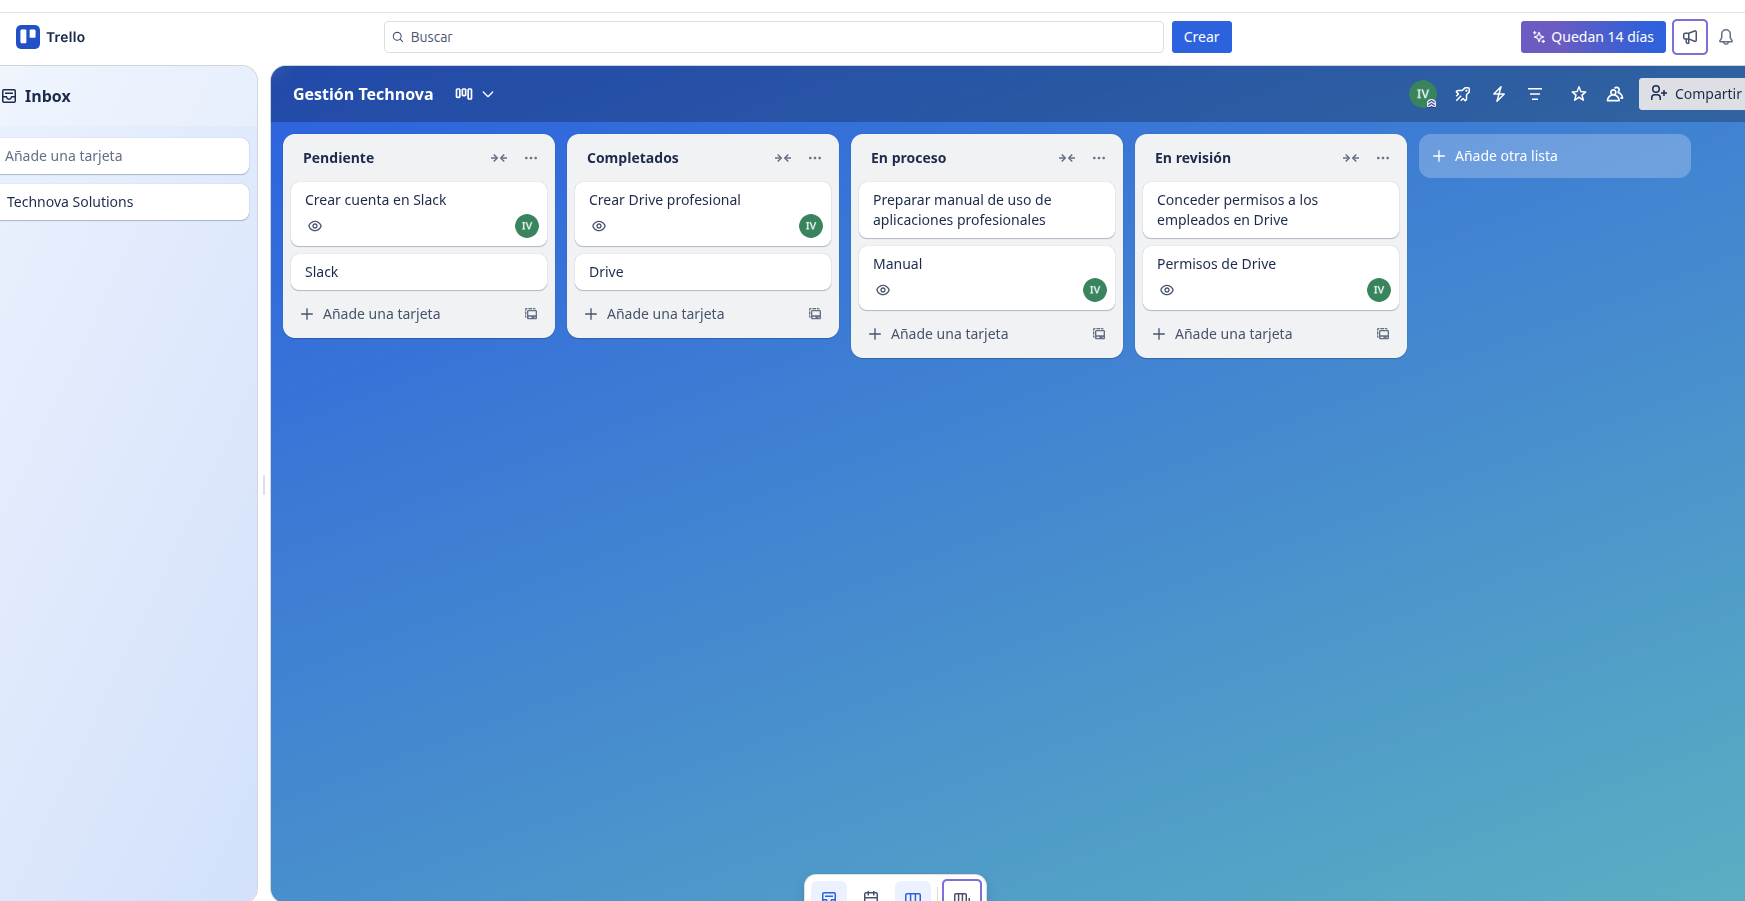 Trello
Buscar
Crear
Quedan 14 días
Inbox
Añade una tarjeta
Technova Solutions
Gestión Technova
IV
Compartir
Pendiente
Crear cuenta en Slack
IV
Slack
Añade una tarjeta
Completados
Crear Drive profesional
IV
Drive
Añade una tarjeta
En proceso
Preparar manual de uso de
aplicaciones profesionales
Manual
IV
Añade una tarjeta
En revisión
Conceder permisos a los
empleados en Drive
Permisos de Drive
IV
Añade una tarjeta
Añade otra lista